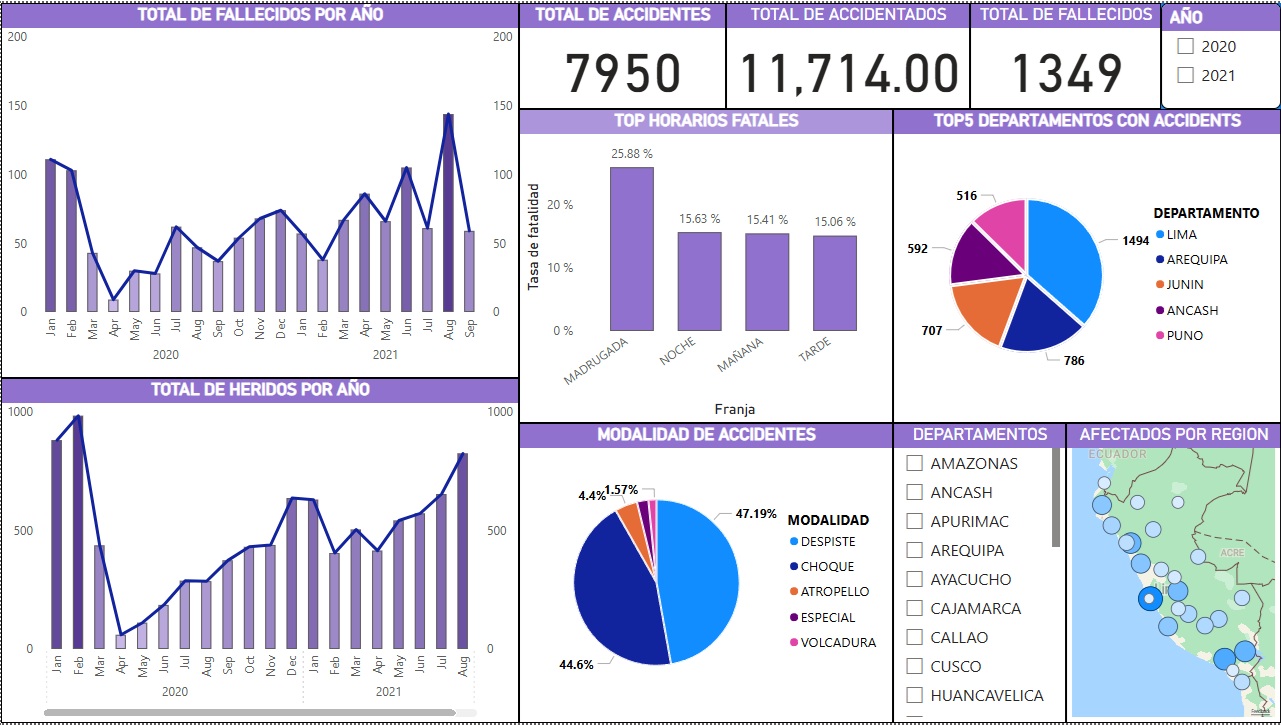 TOTAL DE FALLECIDOS POR AÑO
200
200
150
150
100
100
50
50
0
0
Jan
Feb
Mar
Apr
May
Jun
Jul
Aug
Sep
Oct
Nov
Dec
Jan
Feb
Mar
Apr
May
Jun
Jul
Aug
Sep
2020
2021
TOTAL DE ACCIDENTES
7950
TOTAL DE ACCIDENTADOS
11,714.00
TOTAL DE FALLECIDOS
1349
AÑO
2020
2021
TOP HORARIOS FATALES
Tasa de fatalidad
20 %
10 %
0 %
25.88 %
15.63 %
15.41 %
15.06 %
MADRUGADA
NOCHE
MAÑANA
TARDE
Franja
TOP5 DEPARTAMENTOS CON ACCIDENTS
516
592
707
786
1494
DEPARTAMENTO
LIMA
AREQUIPA
JUNIN
ANCASH
PUNO
TOTAL DE HERIDOS POR AÑO
1000
1000
500
500
0
0
Jan
Feb
Mar
Apr
May
Jun
Jul
Aug
Sep
Oct
Nov
Dec
Jan
Feb
Mar
Apr
May
Jun
Jul
Aug
2020
2021
MODALIDAD DE ACCIDENTES
4.4%
1.57%
47.19%
44.6%
MODALIDAD
DESPISTE
CHOQUE
ATROPELLO
ESPECIAL
VOLCADURA
DEPARTAMENTOS
AMAZONAS
ANCASH
APURIMAC
AREQUIPA
AYACUCHO
CAJAMARCA
CALLAO
CUSCO
HUANCAVELICA
AFECTADOS POR REGION
ECUADOR
ACRE